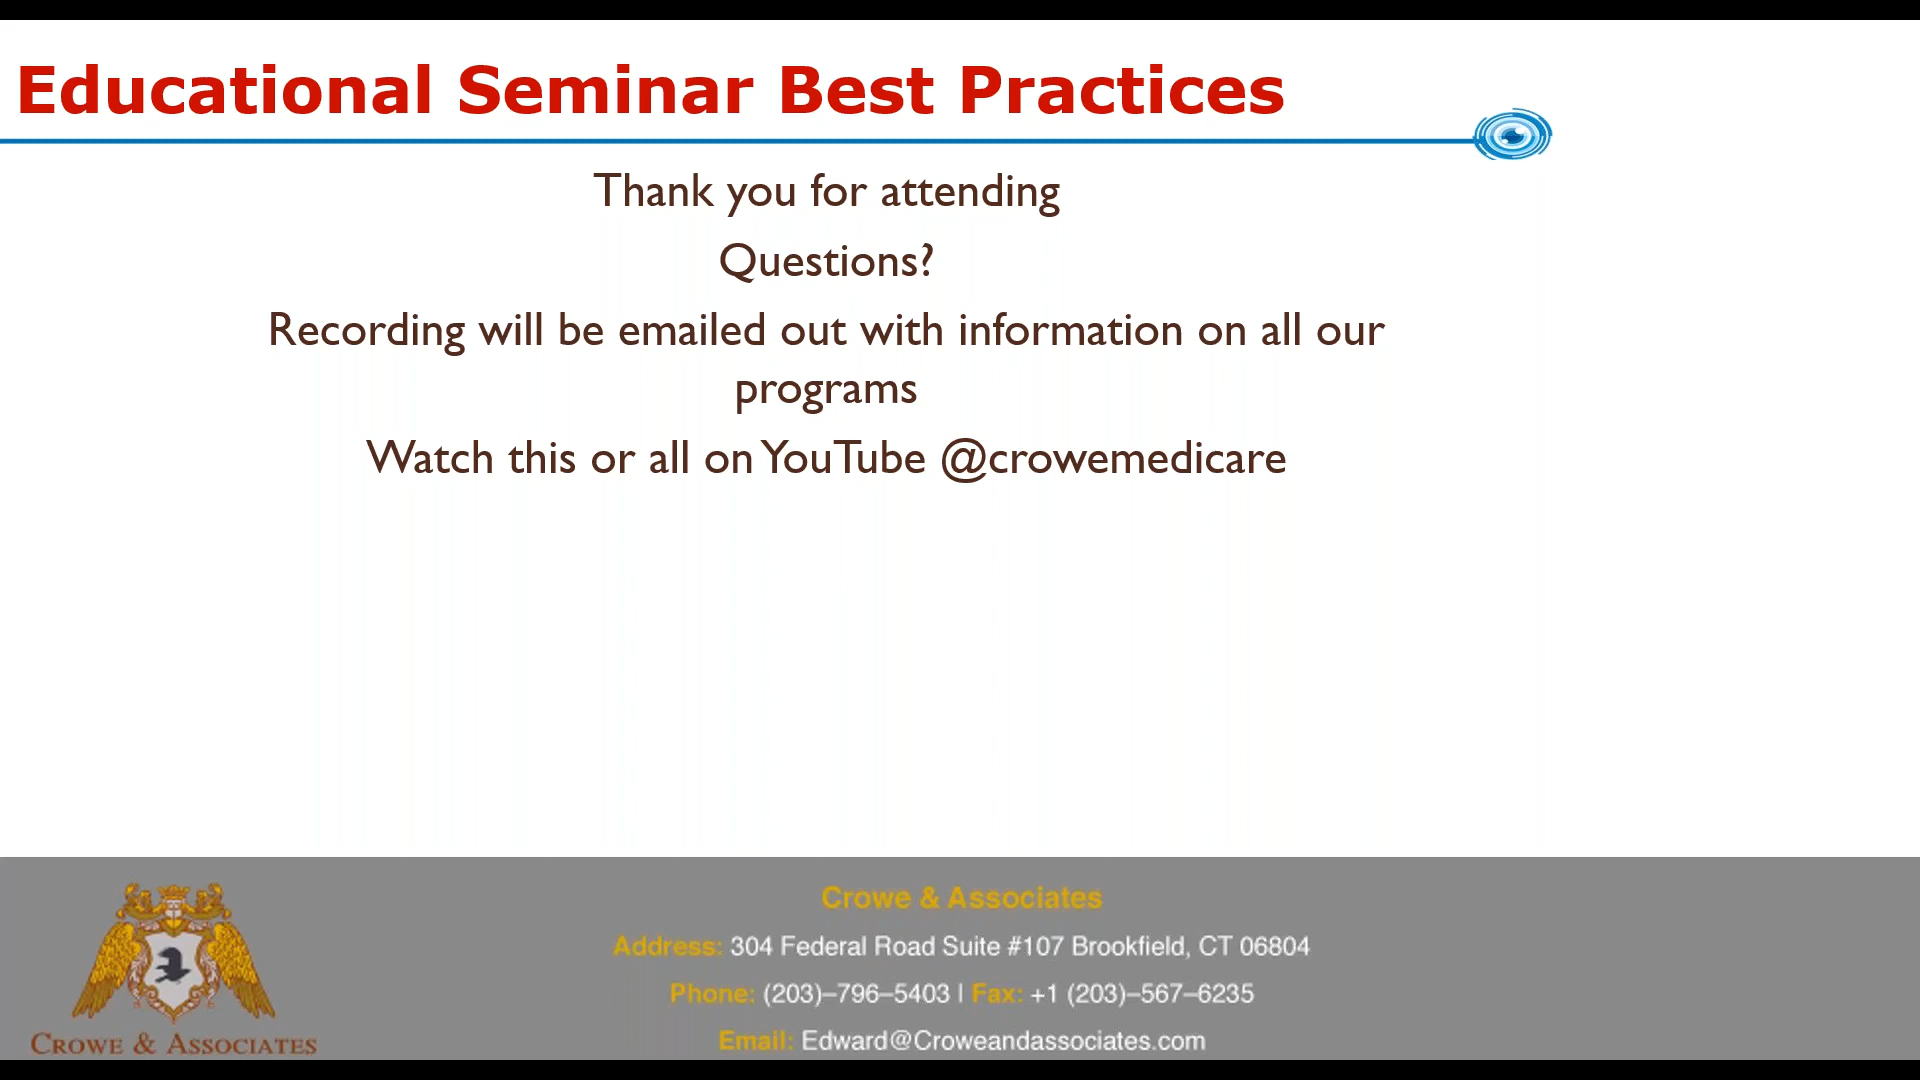 Educational Seminar Best Practices
Thank you for attending
Questions?
Recording will be emailed out with information on all our
programs
Watch this or all on YouTube @crowemedicare
Crowe & Associates
Address: 304 Federal Road Suite #107 Brookfield, CT 06804
Phone: (203)–796–5403 | Fax: +1 (203)–567–6235
Email: Edward@Croweandassociates.com
CROWE & ASSOCIATES